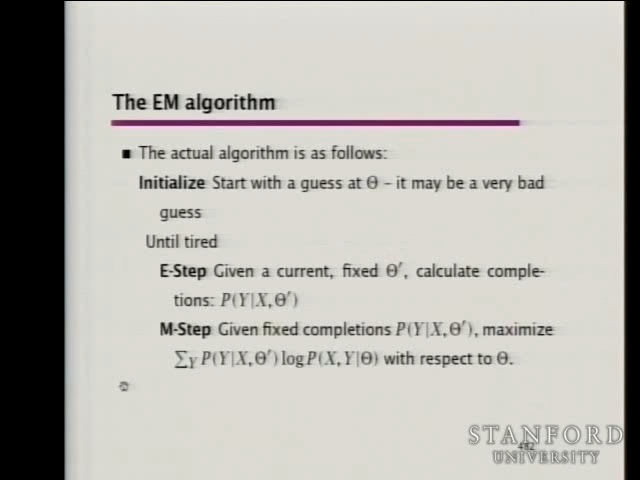 The EM algorithm
■ The actual algorithm is as follows:
Initialize Start with a guess at Θ – it may be a very bad
guess
Until tired
E-Step Given a current, fixed Θ′, calculate comple-
tions: P(Y|X,Θ′)
M-Step Given fixed completions P(Y|X,Θ′), maximize
∑Y P(Y|X,Θ′) log P(X,Y|Θ) with respect to Θ.
STANFORD
UNIVERSITY